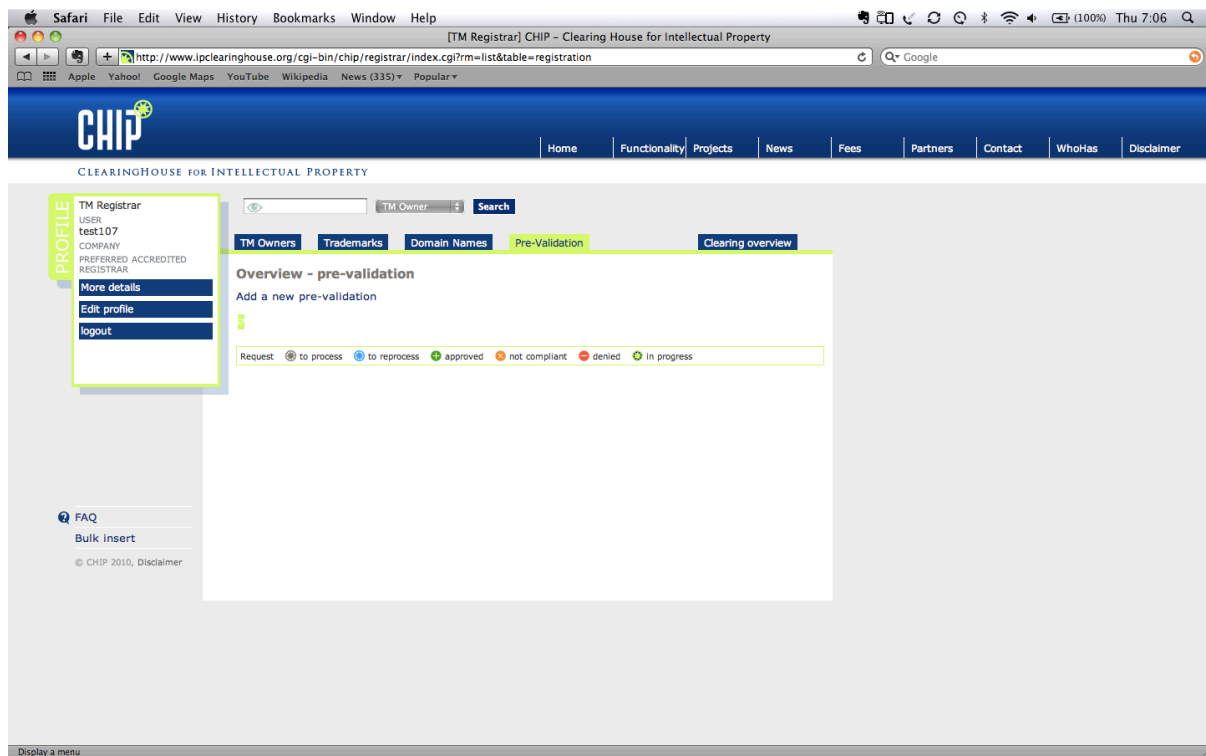 Safari File Edit View History Bookmarks Window Help (100%) Thu 7:06
[TM Registrar] CHIP – Clearing House for Intellectual Property
http://www.ipclearinghouse.org/cgi-bin/chip/registrar/index.cgi?rm=list&table=registration Google
Apple Yahoo! Google Maps YouTube Wikipedia News (335) Popular
CHIP
Home Functionality Projects News Fees Partners Contact WhoHas Disclaimer
CLEARINGHOUSE FOR INTELLECTUAL PROPERTY
PROFILE
TM Registrar
USER
test107
COMPANY
PREFERRED ACCREDITED
REGISTRAR
More details
Edit profile
logout
TM Owner Search
TM Owners Trademarks Domain Names Pre-Validation Clearing overview
Overview - pre-validation
Add a new pre-validation
Request to process to reprocess approved not compliant denied in progress
FAQ
Bulk insert
© CHIP 2010, Disclaimer
Display a menu